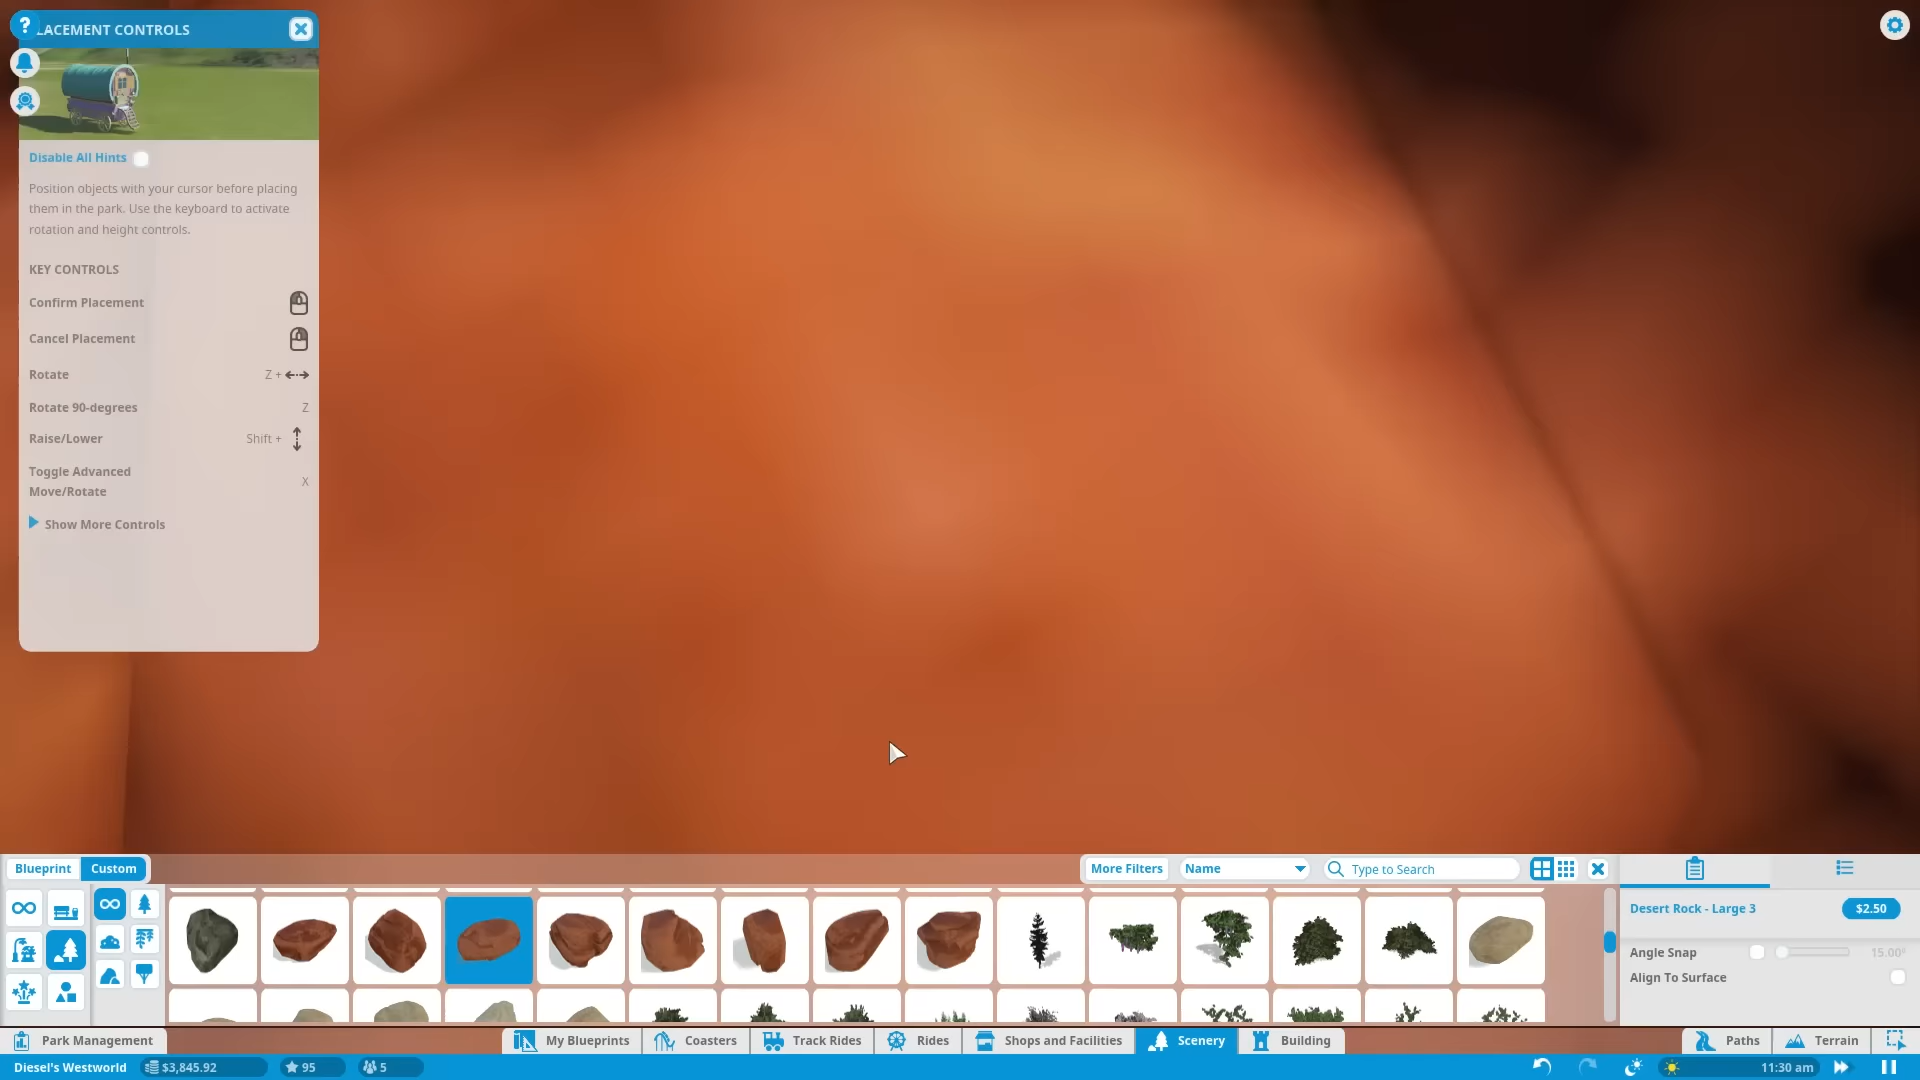 ?
PLACEMENT CONTROLS
Disable All Hints
Position objects with your cursor before placing
them in the park. Use the keyboard to activate
rotation and height controls.
KEY CONTROLS
Confirm Placement
Cancel Placement
Rotate Z +
Rotate 90-degrees Z
Raise/Lower Shift +
Toggle Advanced
Move/Rotate X
Show More Controls
Blueprint Custom More Filters Name Type to Search
Desert Rock - Large 3 $2.50
Angle Snap 15.00°
Align To Surface
Park Management My Blueprints Coasters Track Rides Rides Shops and Facilities Scenery Building Paths Terrain
Diesel's Westworld $3,845.92 95 5 11:30 am